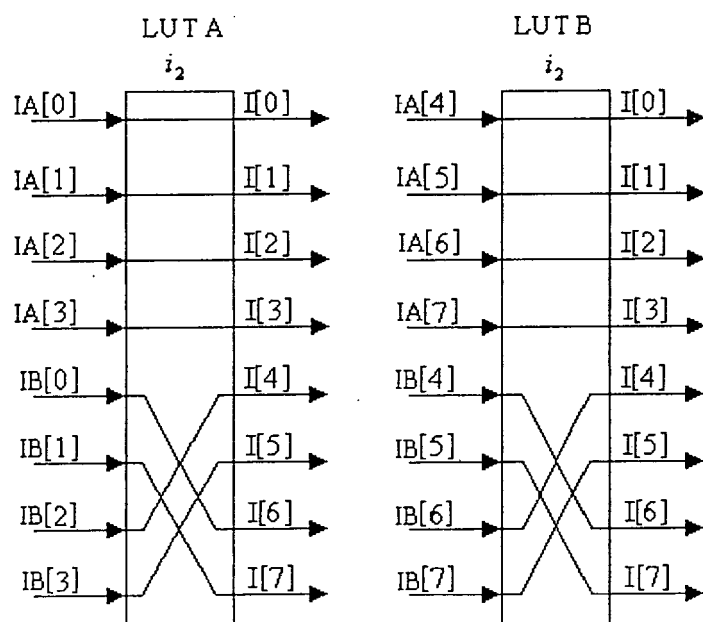 LUT A
i₂
IA[0] I[0]
IA[1] I[1]
IA[2] I[2]
IA[3] I[3]
IB[0] I[4]
IB[1] I[5]
IB[2] I[6]
IB[3] I[7]
LUT B
i₂
IA[4] I[0]
IA[5] I[1]
IA[6] I[2]
IA[7] I[3]
IB[4] I[4]
IB[5] I[5]
IB[6] I[6]
IB[7] I[7]